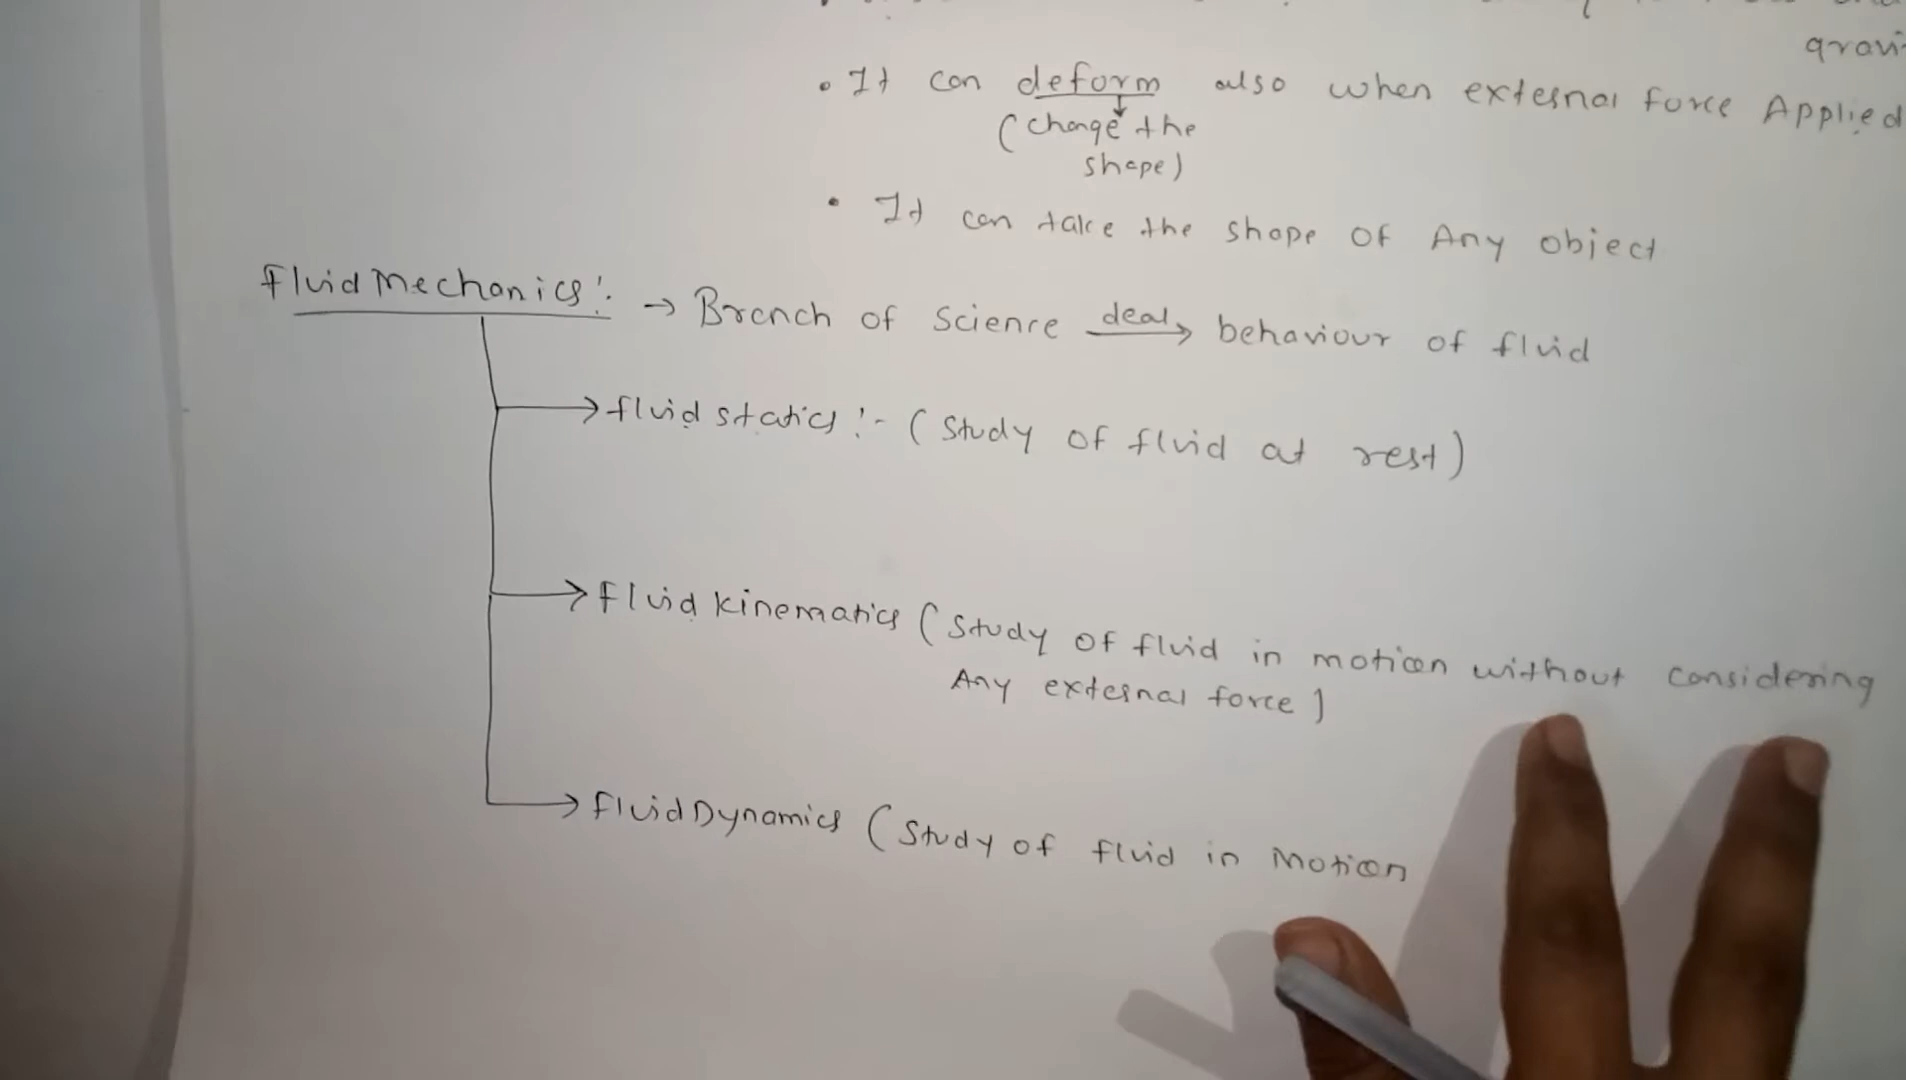 gravi
• It can deform also when external force Applied
(change the
shape)
• It can take the shape of Any object
Fluid Mechanics :- → Branch of Science deal behaviour of fluid
→ fluid statics :- (Study of fluid at rest)
→ fluid kinematics (Study of fluid in motion without considering
Any external force)
→ fluid Dynamics (Study of fluid in Motion